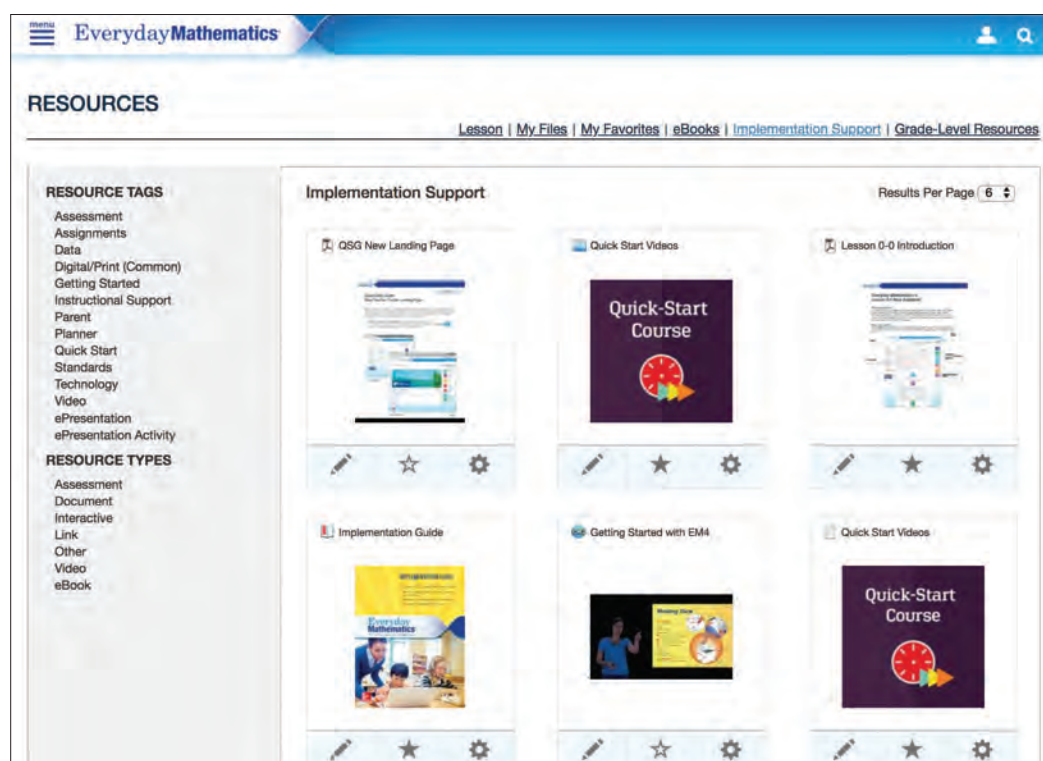 menu
EverydayMathematics
RESOURCES
Lesson | My Files | My Favorites | eBooks | Implementation Support | Grade-Level Resources
RESOURCE TAGS
Assessment
Assignments
Data
Digital/Print (Common)
Getting Started
Instructional Support
Parent
Planner
Quick Start
Standards
Technology
Video
ePresentation
ePresentation Activity
RESOURCE TYPES
Assessment
Document
Interactive
Link
Other
Video
eBook
Implementation Support
Results Per Page 6
QSG New Landing Page
Quick Start Videos
Lesson 0-0 Introduction
Quick-Start
Course
Implementation Guide
Getting Started with EM4
Quick Start Videos
Everyday
Mathematics
Quick-Start
Course